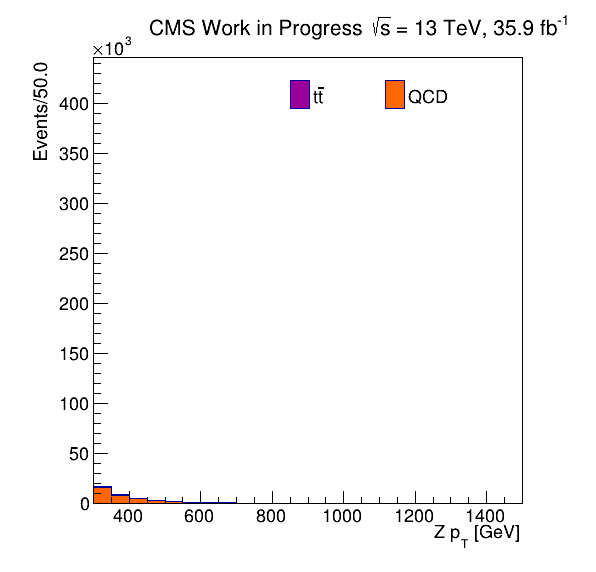 CMS Work in Progress √s = 13 TeV, 35.9 fb⁻¹
×10³
Events/50.0
tt̅
QCD
400
350
300
250
200
150
100
50
0
400 600 800 1000 1200 1400
Z p_T [GeV]